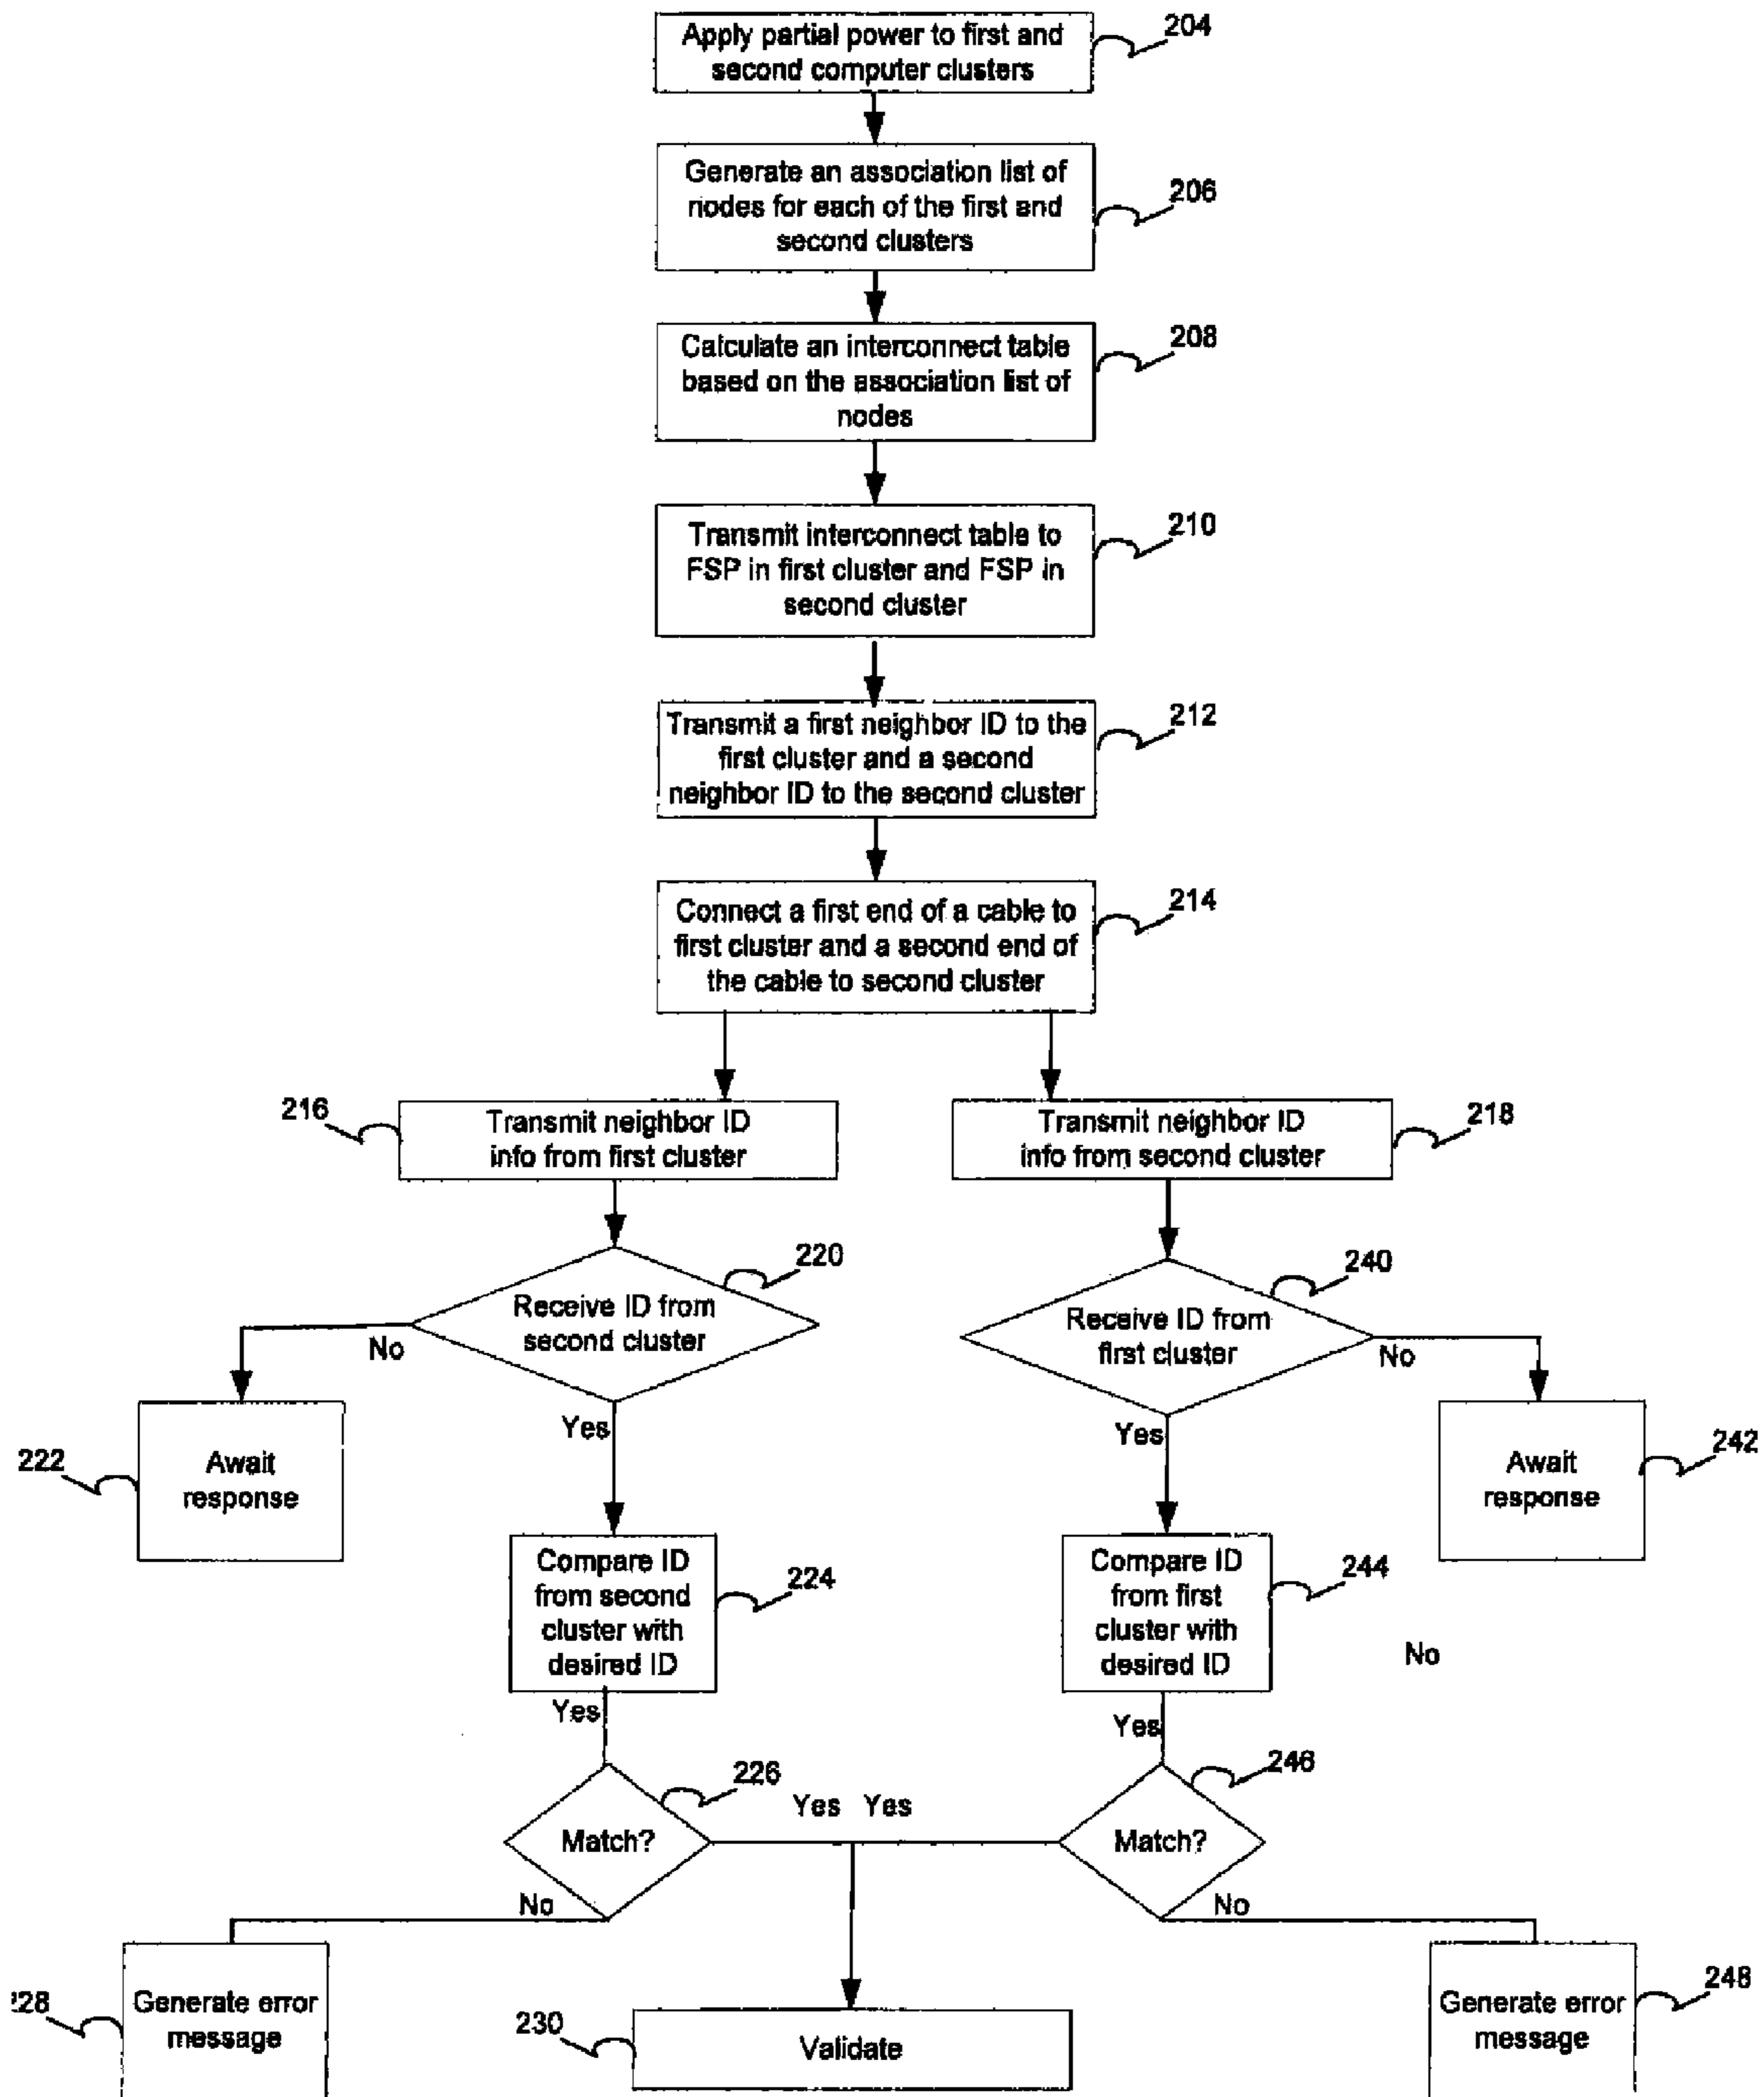 Apply partial power to first and
second computer clusters
204
Generate an association list of
nodes for each of the first and
second clusters
206
Calculate an interconnect table
based on the association list of
nodes
208
Transmit interconnect table to
FSP in first cluster and FSP in
second cluster
210
Transmit a first neighbor ID to the
first cluster and a second
neighbor ID to the second cluster
212
Connect a first end of a cable to
first cluster and a second end of
the cable to second cluster
214
216
Transmit neighbor ID
info from first cluster
Transmit neighbor ID
info from second cluster
218
220
Receive ID from
second cluster
No
Yes
240
Receive ID from
first cluster
No
Yes
222
Await
response
242
Await
response
Compare ID
from second
cluster with
desired ID
224
Yes
Compare ID
from first
cluster with
desired ID
244
No
Yes
226
Match?
Yes Yes
246
Match?
No
No
228
Generate error
message
230
Validate
248
Generate error
message